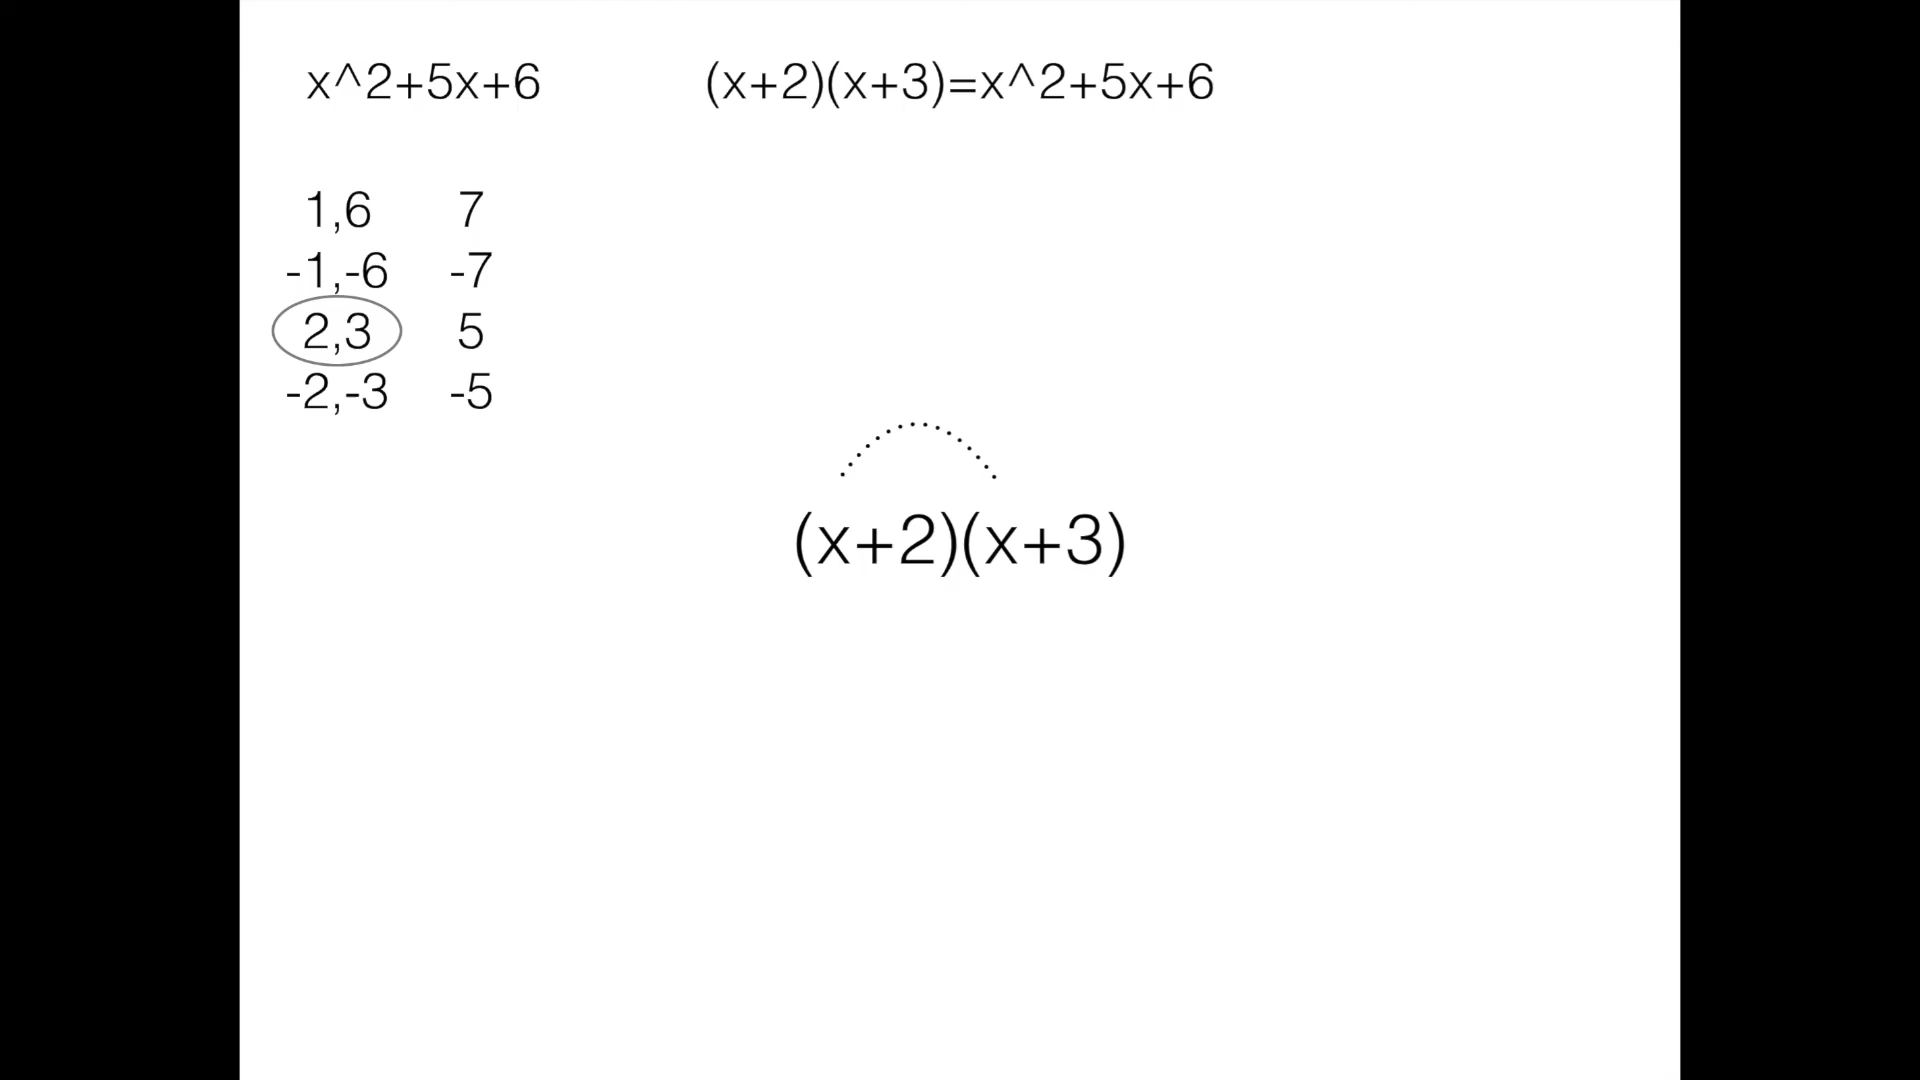 x^2+5x+6 (x+2)(x+3)=x^2+5x+6
1,6 7
-1,-6 -7
2,3 5
-2,-3 -5
(x+2)(x+3)